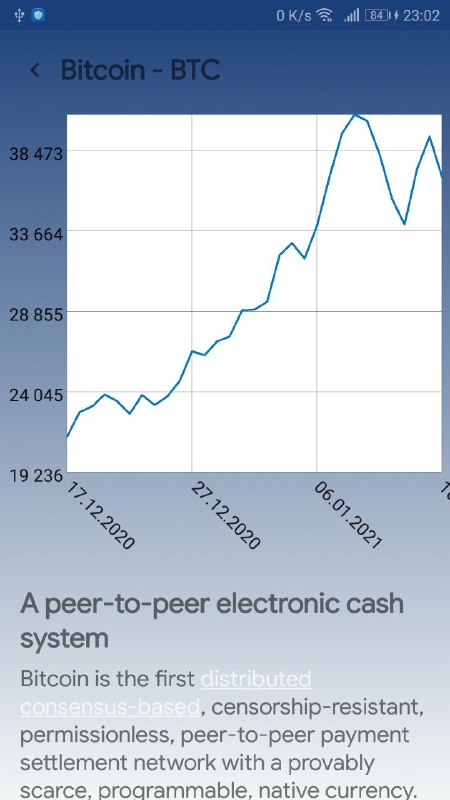 0 K/s 84 23:02
Bitcoin - BTC
38 473
33 664
28 855
24 045
19 236
17.12.2020
27.12.2020
06.01.2021
A peer-to-peer electronic cash
system
Bitcoin is the first distributed
consensus-based, censorship-resistant,
permissionless, peer-to-peer payment
settlement network with a provably
scarce, programmable, native currency.